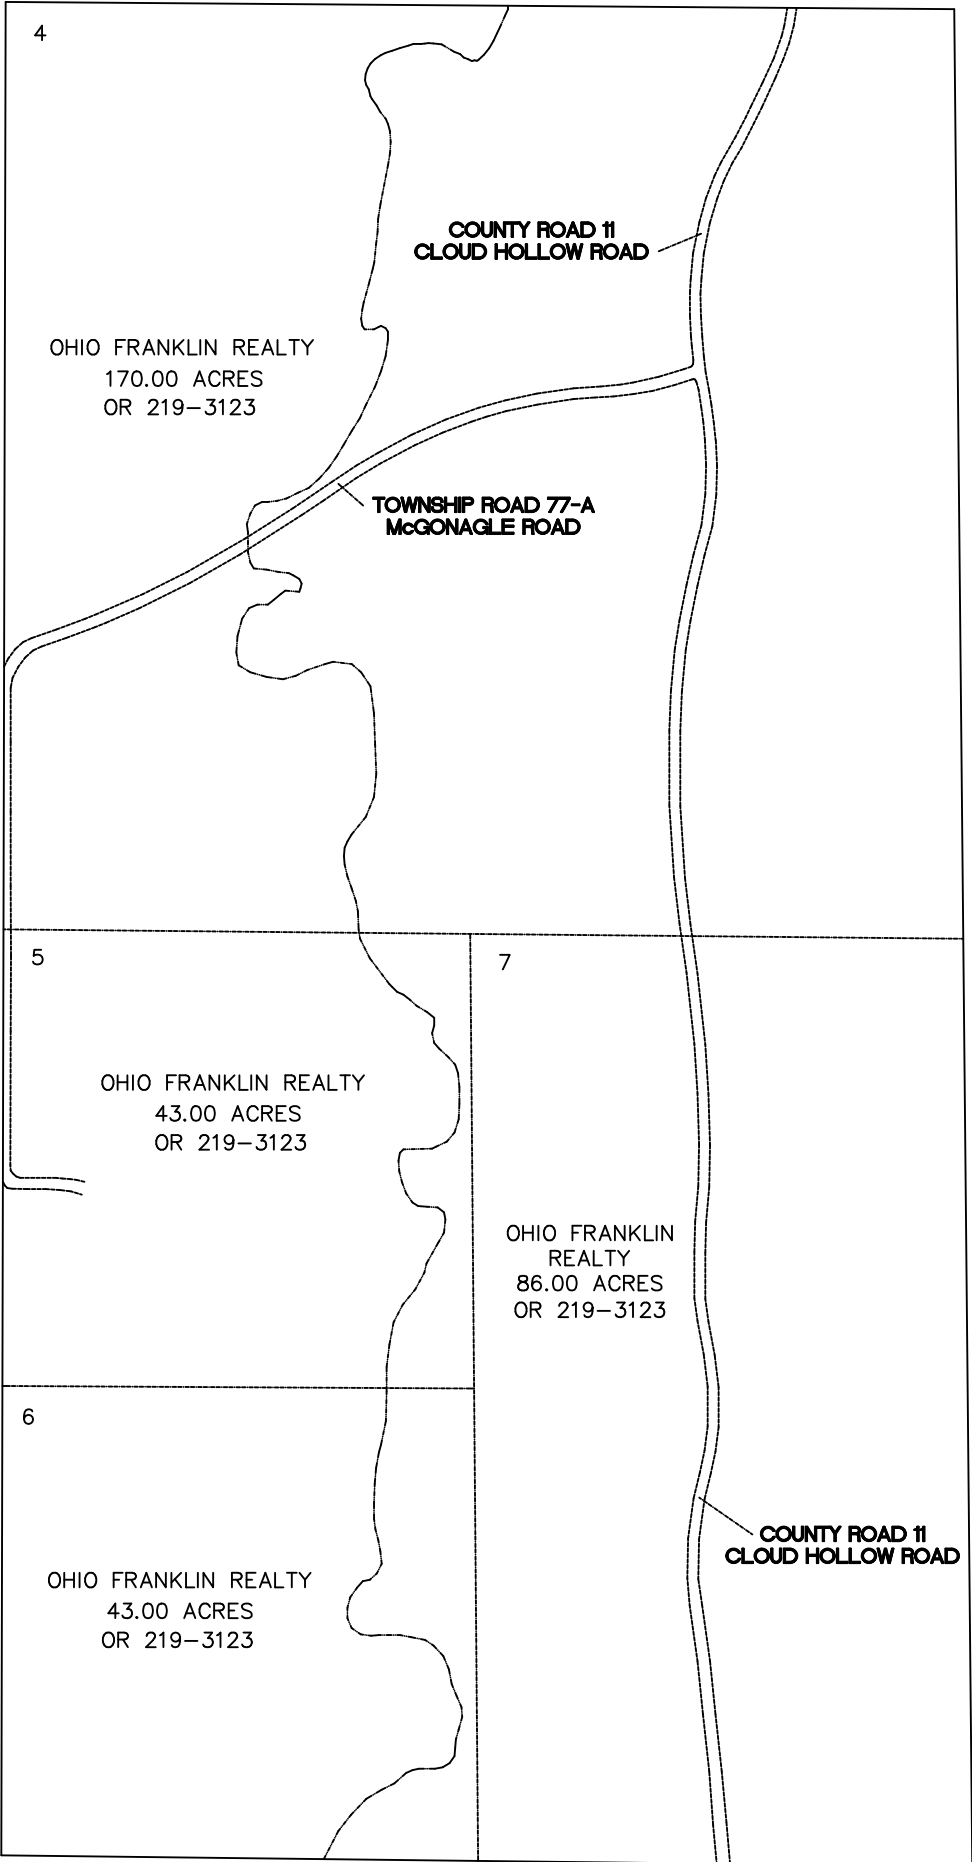 4
COUNTY ROAD 11
CLOUD HOLLOW ROAD
OHIO FRANKLIN REALTY
170.00 ACRES
OR 219-3123
TOWNSHIP ROAD 77-A
McGONAGLE ROAD
5
7
OHIO FRANKLIN REALTY
43.00 ACRES
OR 219-3123
OHIO FRANKLIN
REALTY
86.00 ACRES
OR 219-3123
6
COUNTY ROAD 11
CLOUD HOLLOW ROAD
OHIO FRANKLIN REALTY
43.00 ACRES
OR 219-3123